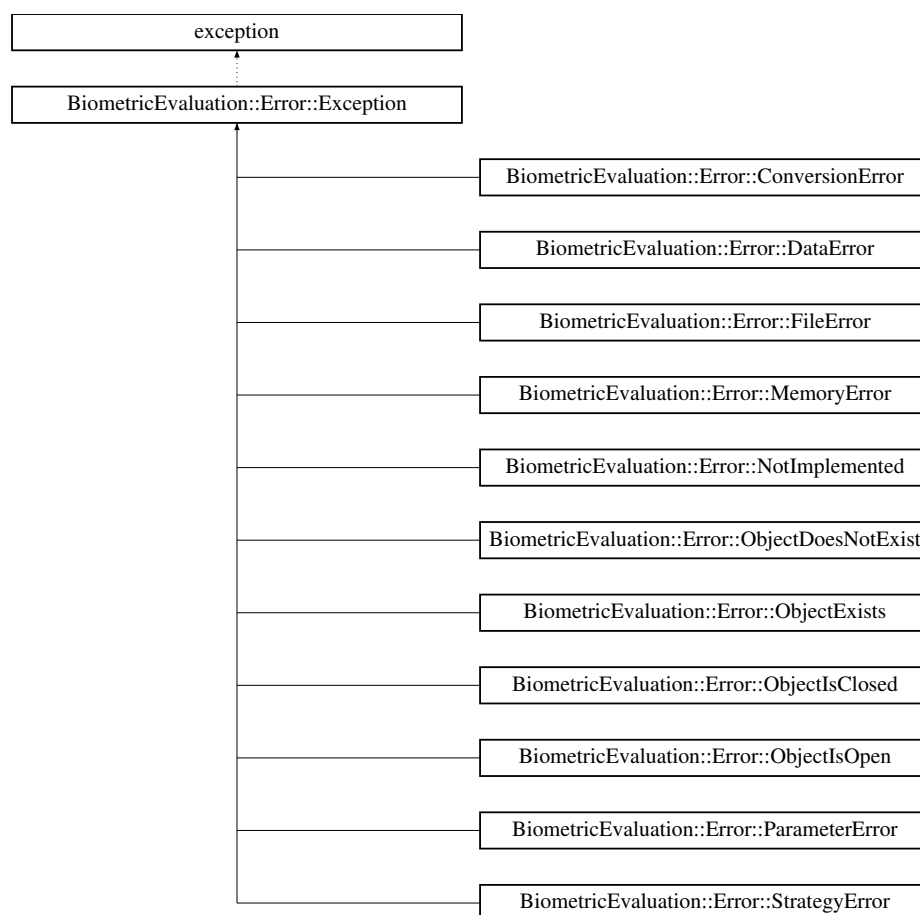 exception
BiometricEvaluation::Error::Exception
BiometricEvaluation::Error::ConversionError
BiometricEvaluation::Error::DataError
BiometricEvaluation::Error::FileError
BiometricEvaluation::Error::MemoryError
BiometricEvaluation::Error::NotImplemented
BiometricEvaluation::Error::ObjectDoesNotExist
BiometricEvaluation::Error::ObjectExists
BiometricEvaluation::Error::ObjectIsClosed
BiometricEvaluation::Error::ObjectIsOpen
BiometricEvaluation::Error::ParameterError
BiometricEvaluation::Error::StrategyError